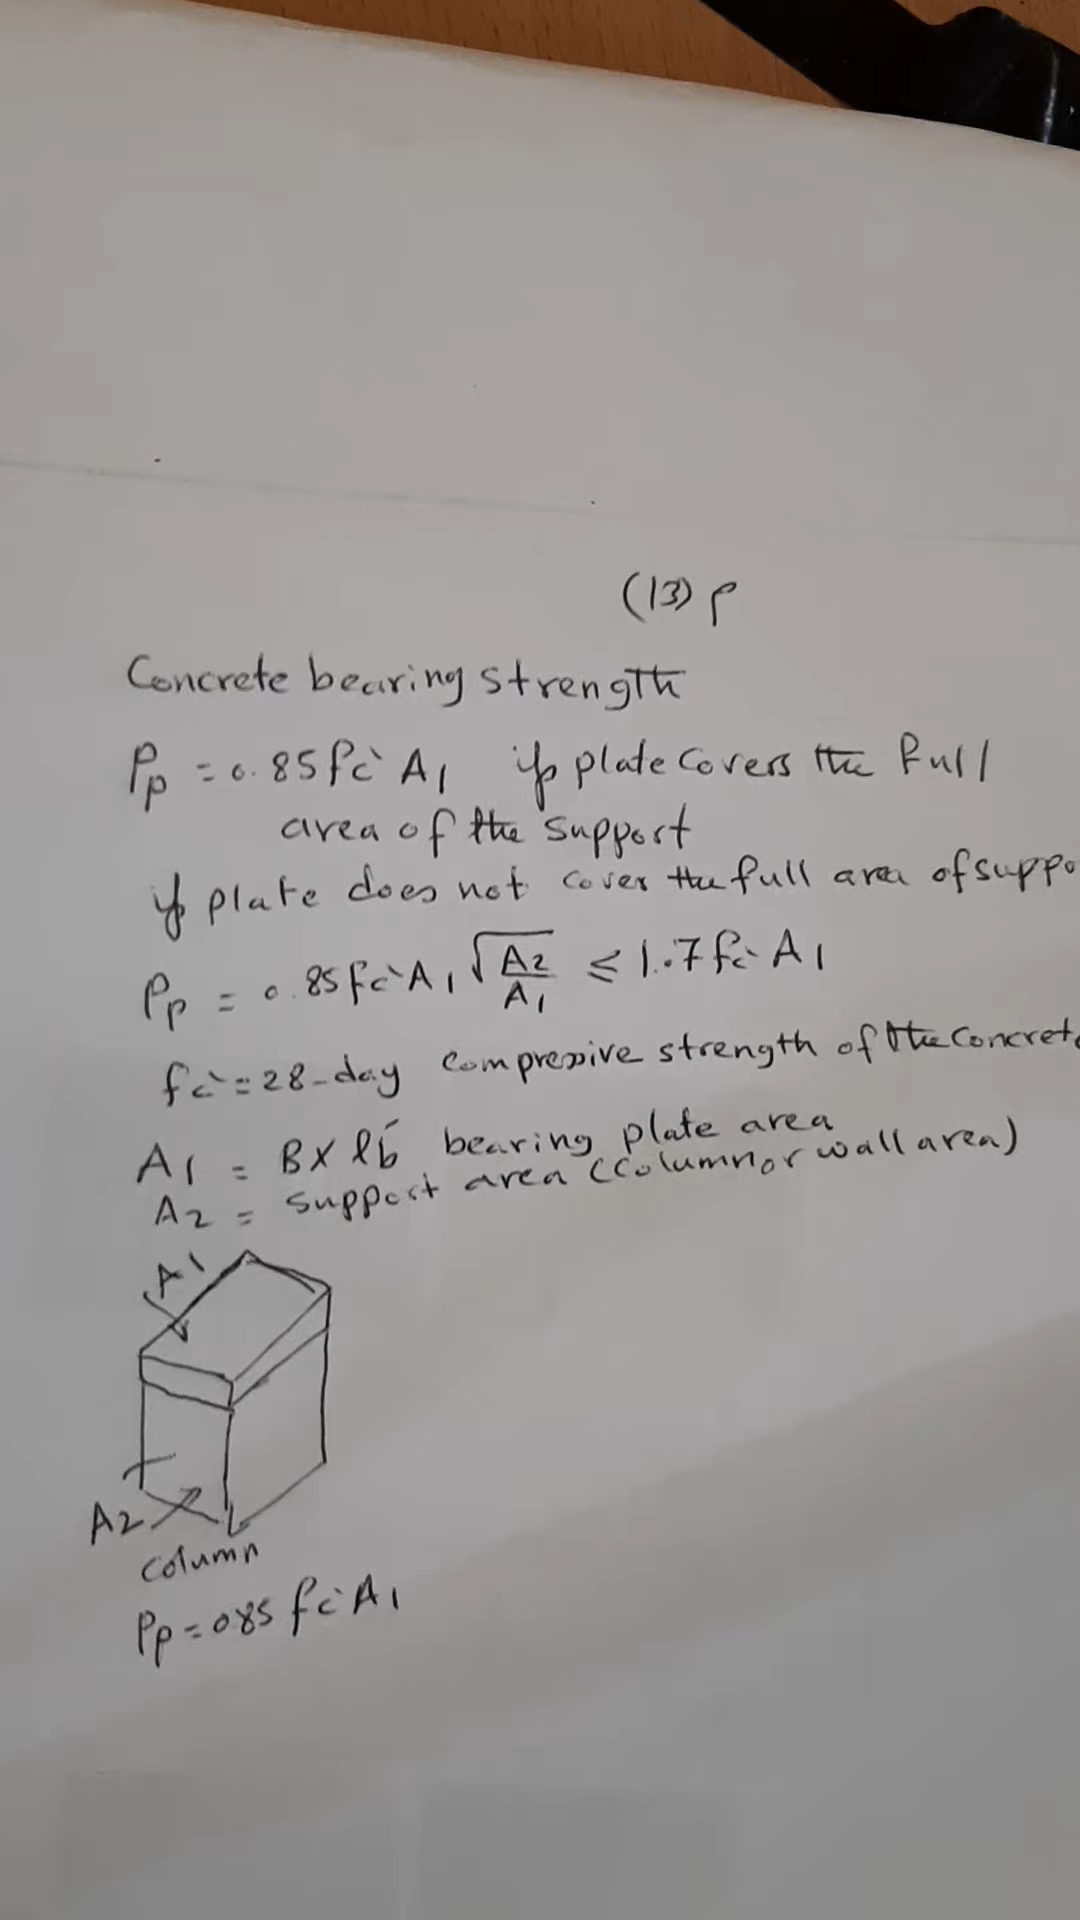 (13) P
Concrete bearing strength
Pp = 0.85 fc' A1 if plate covers the full
area of the support
if plate does not cover the full area of suppo
Pp = 0.85 fc' A1 √(A2/A1) ≤ 1.7 fc' A1
fc' = 28-day compressive strength of the concrete
A1 = B x lb bearing plate area
A2 = support area (column or wall area)
A1
A2
column
Pp = 0.85 fc' A1